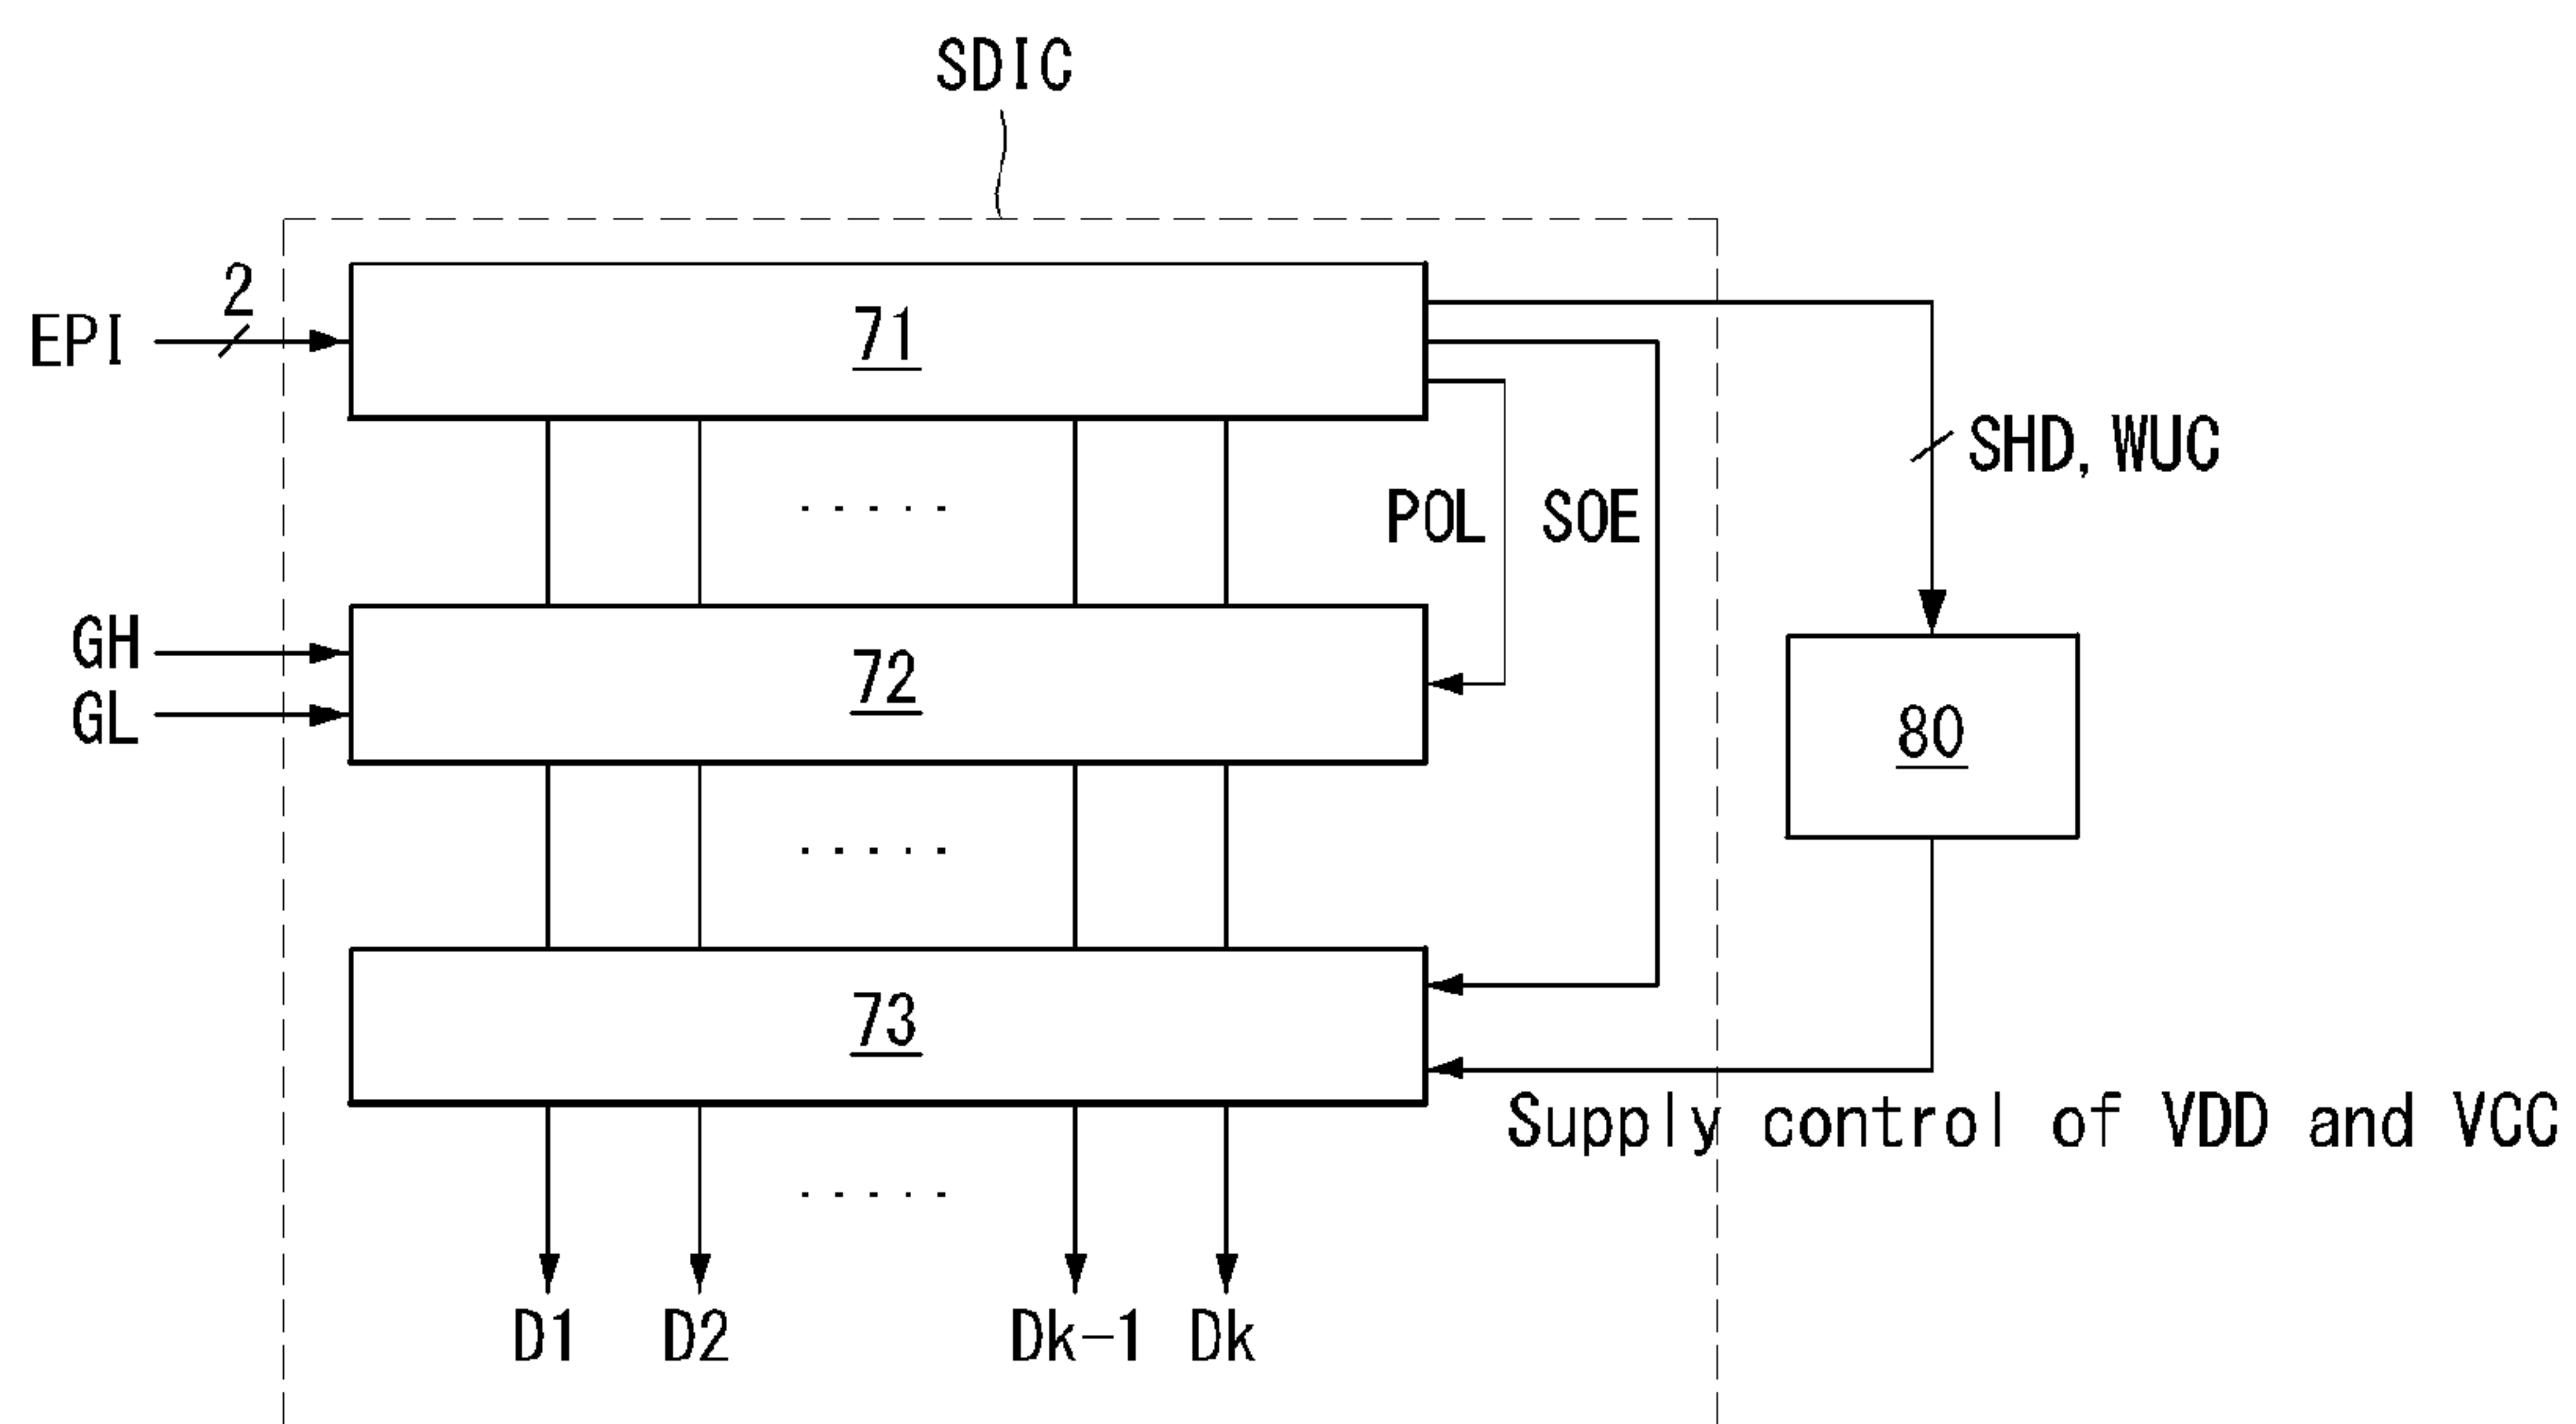 SDIC
2
EPI
71
SHD, WUC
POL
SOE
GH
GL
72
80
73
Supply control of VDD and VCC
D1
D2
Dk-1
Dk